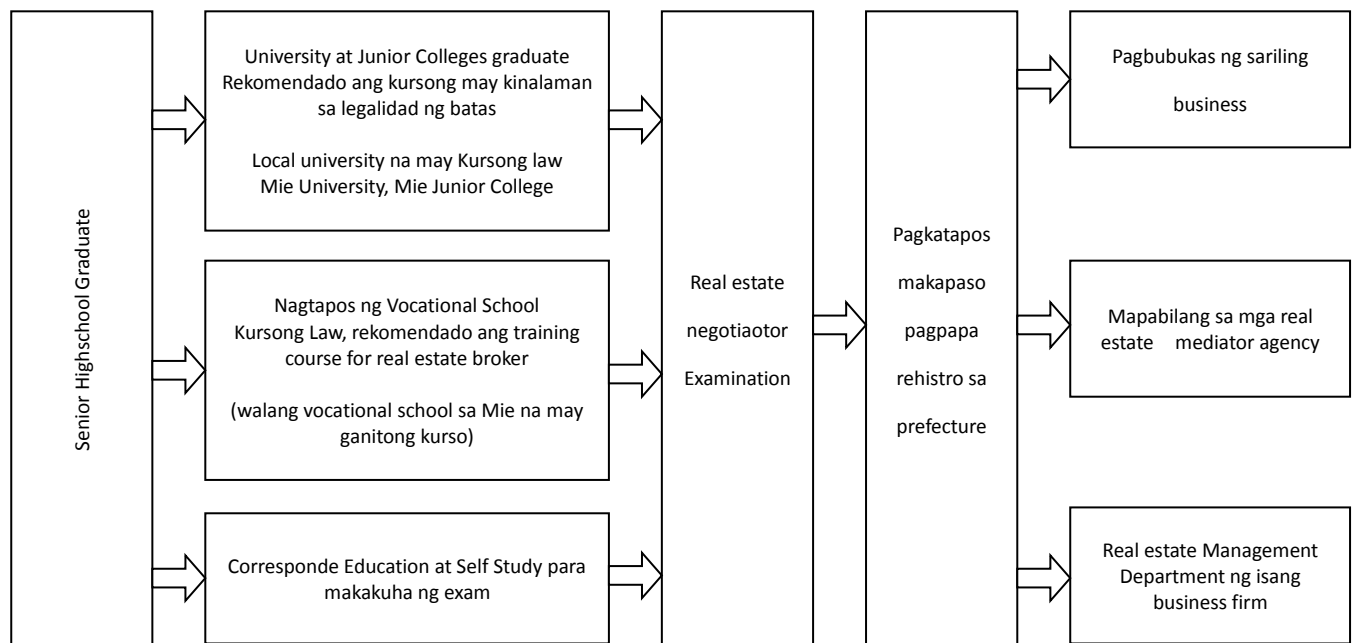 Senior Highschool Graduate
University at Junior Colleges graduate
Rekomendado ang kursong may kinalaman
sa legalidad ng batas
Local university na may Kursong law
Mie University, Mie Junior College
Nagtapos ng Vocational School
Kursong Law, rekomendado ang training
course for real estate broker
(walang vocational school sa Mie na may
ganitong kurso)
Corresponde Education at Self Study para
makakuha ng exam
Real estate
negotiaotor
Examination
Pagkatapos
makapaso
pagpapa
rehistro sa
prefecture
Pagbubukas ng sariling
business
Mapabilang sa mga real
estate mediator agency
Real estate Management
Department ng isang
business firm